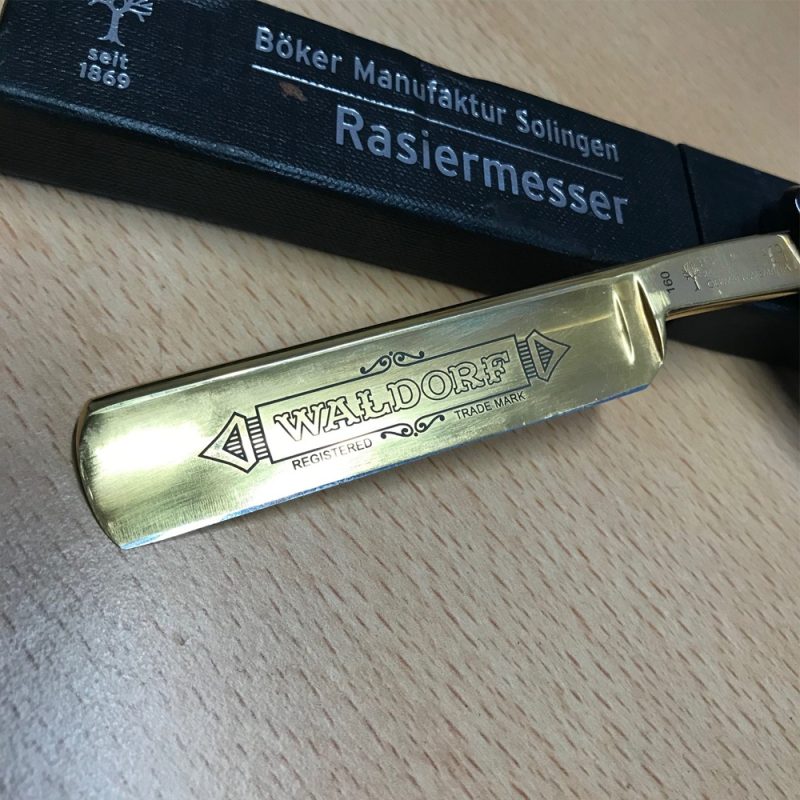 seit
1869
Böker Manufaktur Solingen
Rasiermesser
160
WALDORF
REGISTERED
TRADE MARK